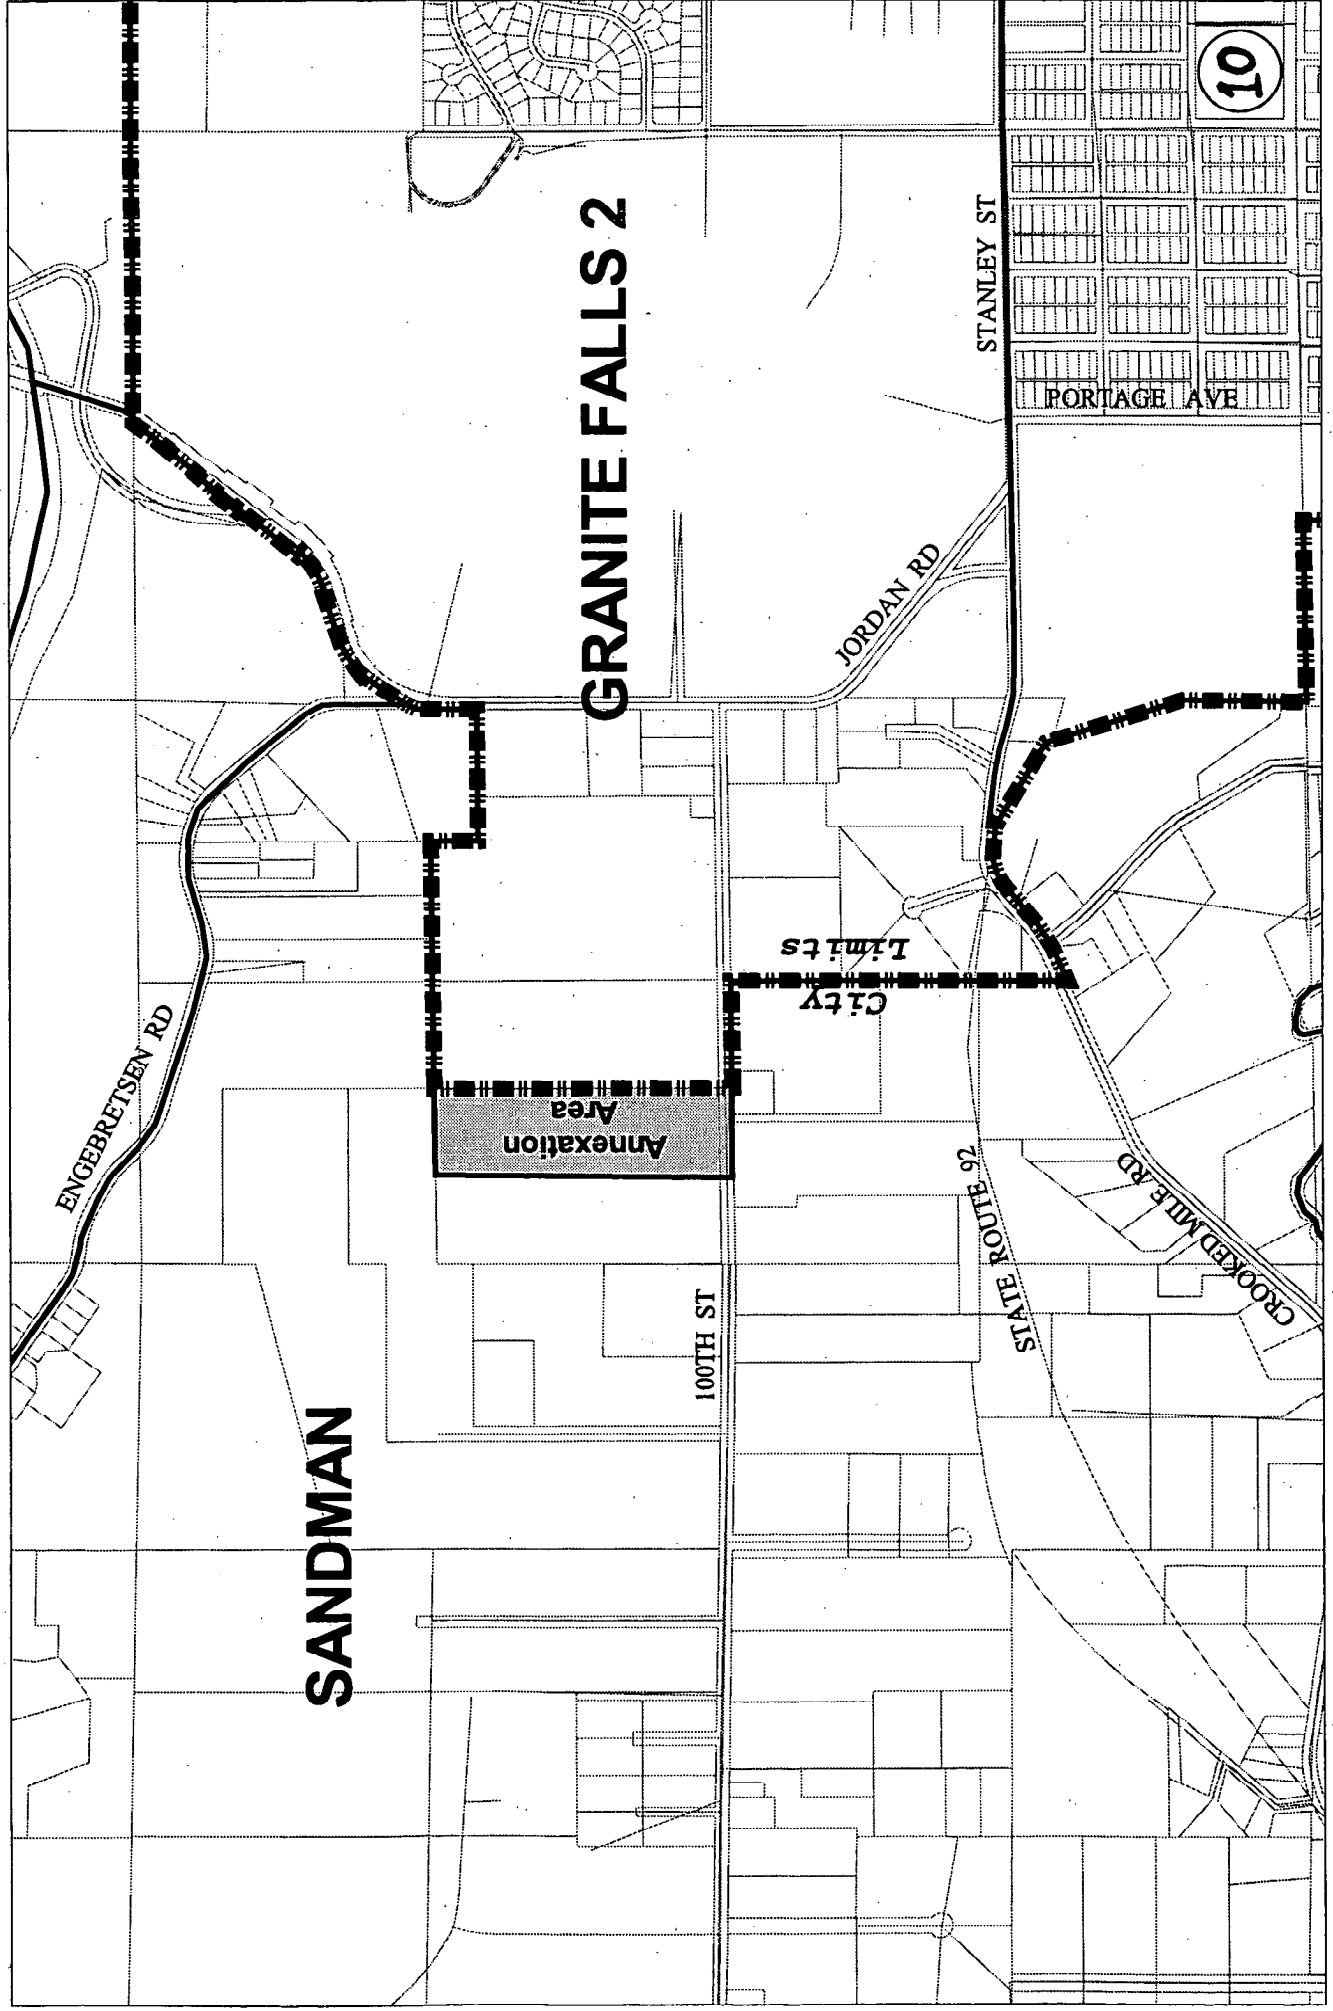 10
GRANITE FALLS 2
STANLEY ST
PORTAGE AVE
JORDAN RD
City Limits
Annexation
Area
ENGEBRETSEN RD
STATE ROUTE 92
CROOKED MILE RD
100TH ST
SANDMAN